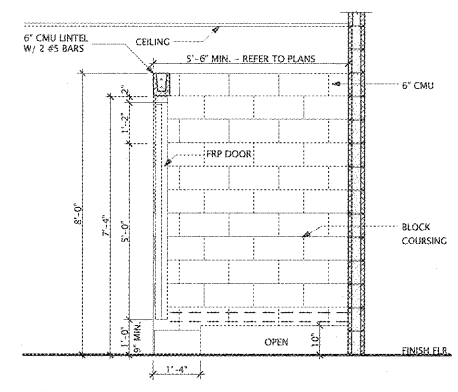 6" CMU LINTEL
W/ 2 #5 BARS
CEILING
5'-6" MIN. - REFER TO PLANS
6" CMU
2"
1'-2"
FRP DOOR
8'-0"
7'-4"
5'-0"
BLOCK
COURSING
1'-0"
9" MIN.
OPEN
10"
FINISH FLR.
1'-4"